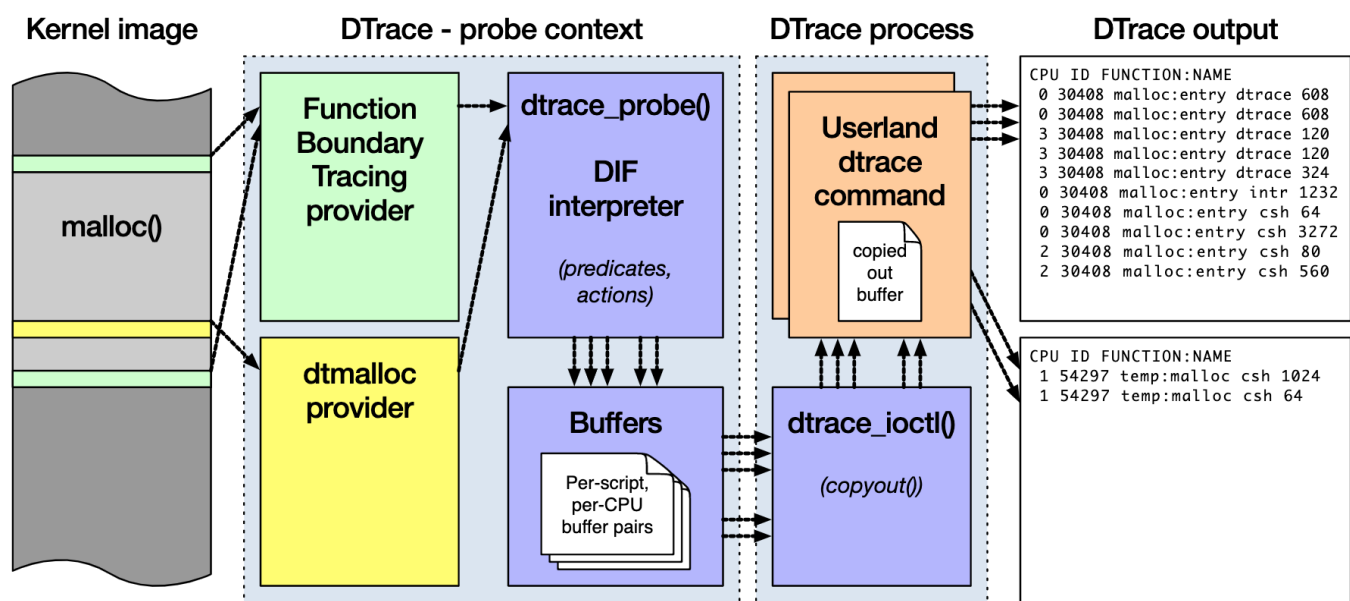 Kernel image
DTrace - probe context
DTrace process
DTrace output
malloc()
Function
Boundary
Tracing
provider
dtmalloc
provider
dtrace_probe()
DIF
interpreter
(predicates,
actions)
Buffers
Per-script,
per-CPU
buffer pairs
Userland
dtrace
command
copied
out
buffer
dtrace_ioctl()
(copyout())
CPU ID FUNCTION:NAME
0 30408 malloc:entry dtrace 608
0 30408 malloc:entry dtrace 608
3 30408 malloc:entry dtrace 120
3 30408 malloc:entry dtrace 120
3 30408 malloc:entry dtrace 324
0 30408 malloc:entry intr 1232
0 30408 malloc:entry csh 64
0 30408 malloc:entry csh 3272
2 30408 malloc:entry csh 80
2 30408 malloc:entry csh 560
CPU ID FUNCTION:NAME
1 54297 temp:malloc csh 1024
1 54297 temp:malloc csh 64